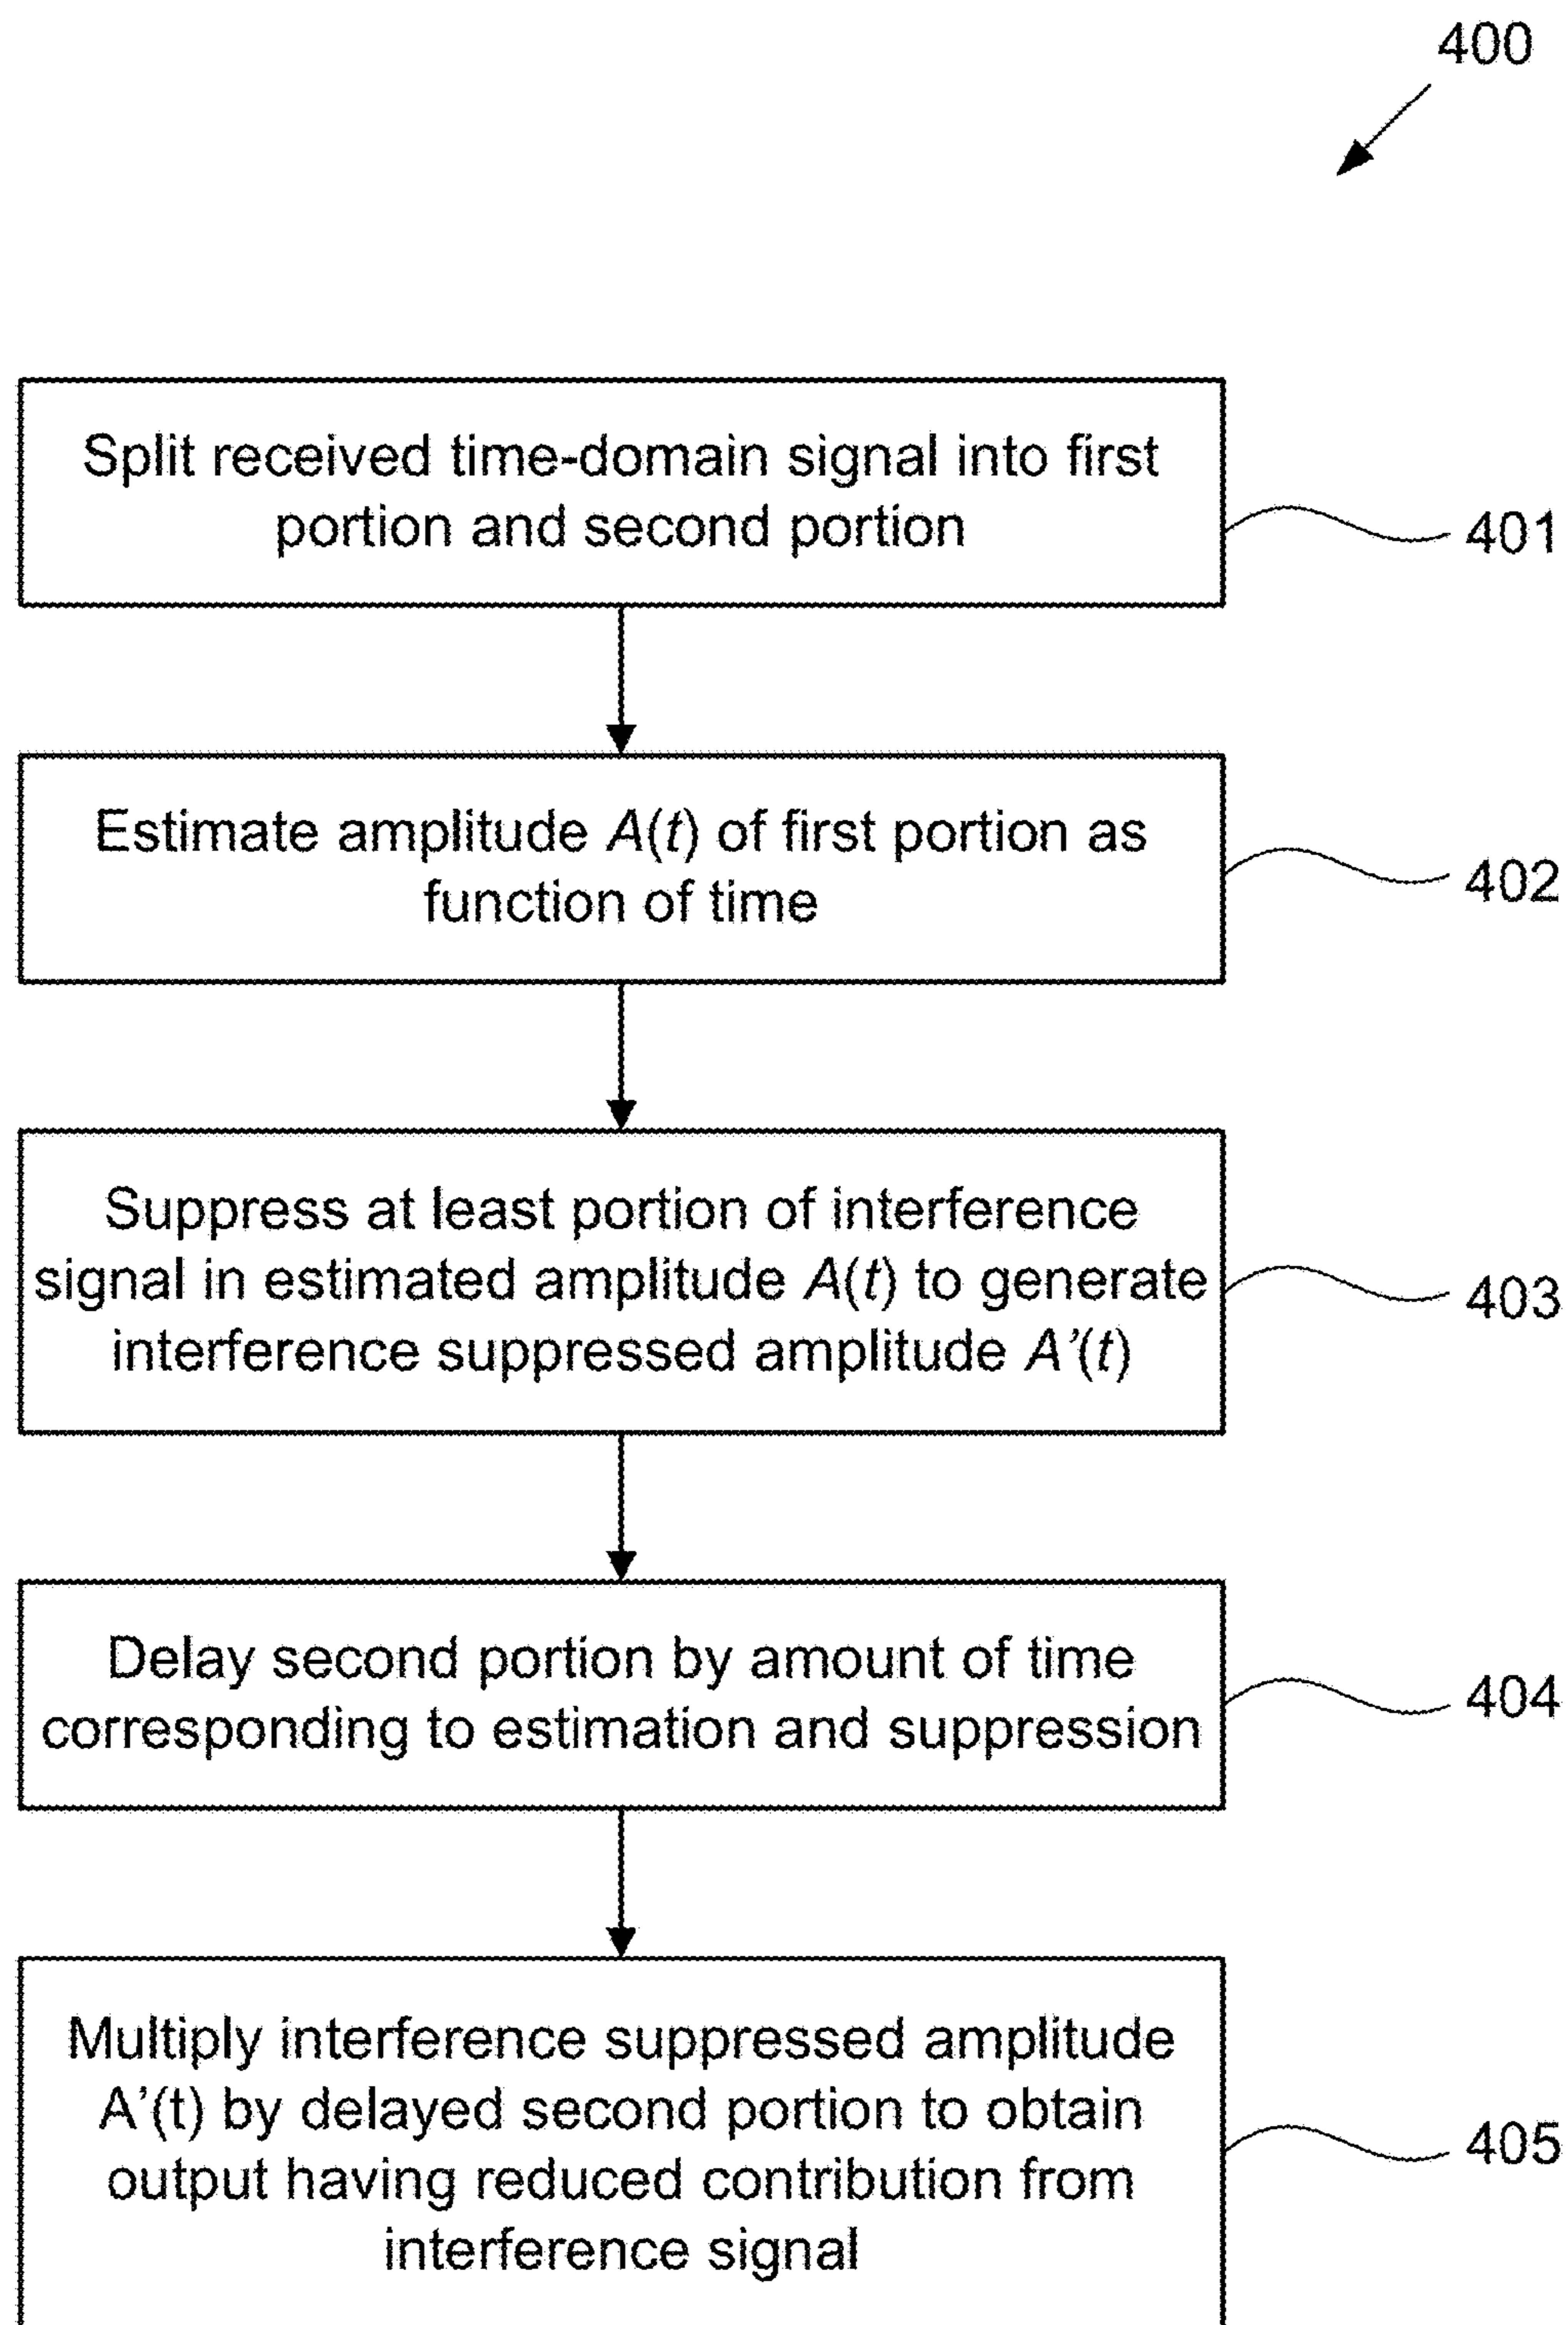 400
Split received time-domain signal into first
portion and second portion
401
Estimate amplitude A(t) of first portion as
function of time
402
Suppress at least portion of interference
signal in estimated amplitude A(t) to generate
interference suppressed amplitude A’(t)
403
Delay second portion by amount of time
corresponding to estimation and suppression
404
Multiply interference suppressed amplitude
A’(t) by delayed second portion to obtain
output having reduced contribution from
interference signal
405